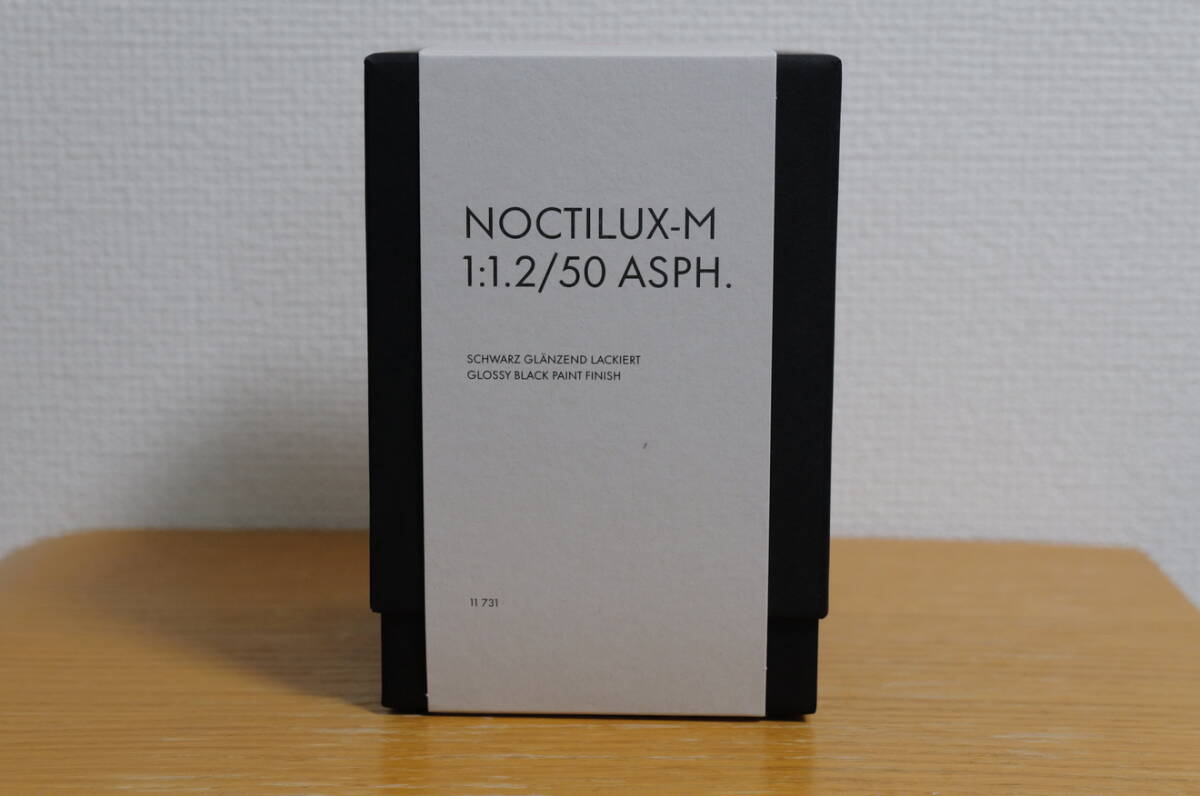 NOCTILUX-M
1:1.2/50 ASPH.
SCHWARZ GLÄNZEND LACKIERT
GLOSSY BLACK PAINT FINISH
11 731